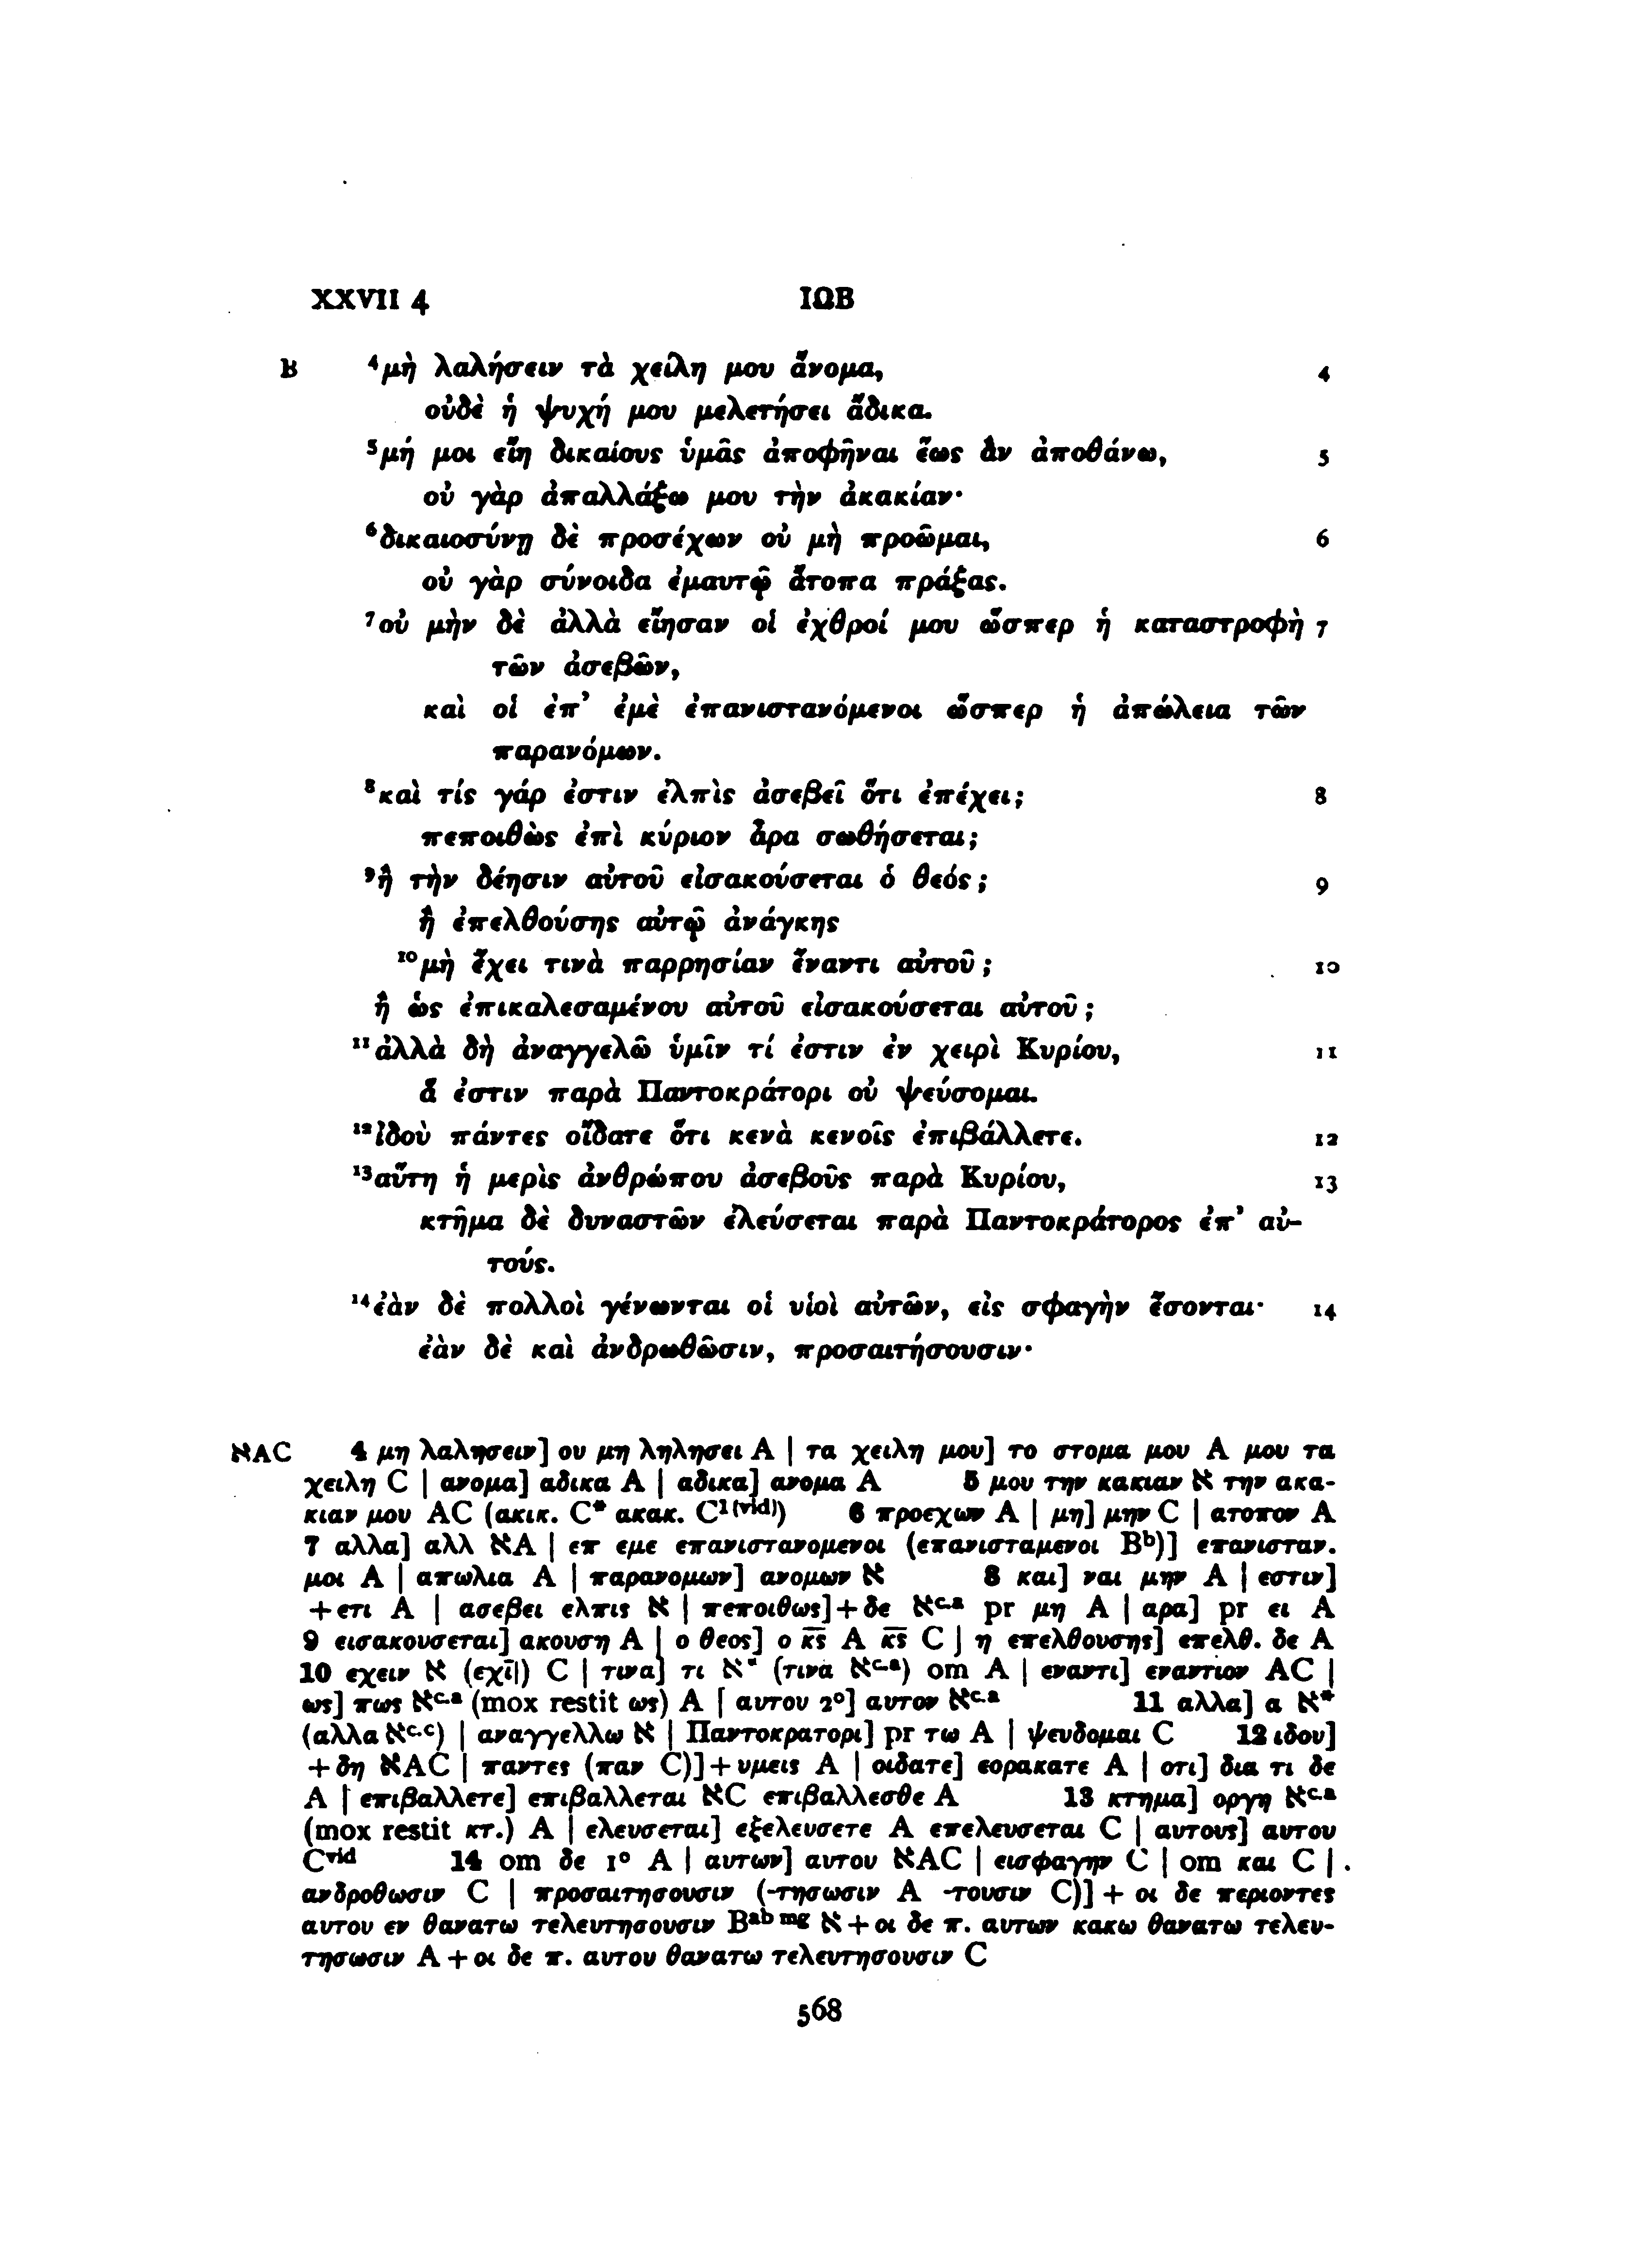 XXVII 4 ΙΩΒ
B ⁴μὴ λαλήσειν τὰ χείλη μου ἄνομα, 4
οὐδὲ ἡ ψυχή μου μελετήσει ἄδικα.
⁵μή μοι εἴη δικαίους ὑμᾶς ἀποφῆναι ἕως ἂν ἀποθάνω, 5
οὐ γὰρ ἀπαλλάξω μου τὴν ἀκακίαν·
⁶δικαιοσύνῃ δὲ προσέχων οὐ μὴ προῶμαι, 6
οὐ γὰρ σύνοιδα ἐμαυτῷ ἄτοπα πράξας.
⁷οὐ μὴν δὲ ἀλλὰ εἴησαν οἱ ἐχθροί μου ὥσπερ ἡ καταστροφὴ 7
τῶν ἀσεβῶν,
καὶ οἱ ἐπ’ ἐμὲ ἐπανιστανόμενοι ὥσπερ ἡ ἀπώλεια τῶν
παρανόμων.
⁸καὶ τίς γάρ ἐστιν ἐλπὶς ἀσεβεῖ ὅτι ἐπέχει; 8
πεποιθὼς ἐπὶ κύριον ἆρα σωθήσεται;
⁹ἢ τὴν δέησιν αὐτοῦ εἰσακούσεται ὁ θεός; 9
ἢ ἐπελθούσης αὐτῷ ἀνάγκης
¹⁰μὴ ἔχει τινὰ παρρησίαν ἔναντι αὐτοῦ; 10
ἢ ὡς ἐπικαλεσαμένου αὐτοῦ εἰσακούσεται αὐτοῦ;
¹¹ἀλλὰ δὴ ἀναγγελῶ ὑμῖν τί ἐστιν ἐν χειρὶ Κυρίου, 11
ἅ ἐστιν παρὰ Παντοκράτορι οὐ ψεύσομαι.
¹²ἰδοὺ πάντες οἴδατε ὅτι κενὰ κενοῖς ἐπιβάλλετε. 12
¹³αὕτη ἡ μερὶς ἀνθρώπου ἀσεβοῦς παρὰ Κυρίου, 13
κτῆμα δὲ δυναστῶν ἐλεύσεται παρὰ Παντοκράτορος ἐπ’ αὐ-
τούς.
¹⁴ἐὰν δὲ πολλοὶ γένωνται οἱ υἱοὶ αὐτῶν, εἰς σφαγὴν ἔσονται· 14
ἐὰν δὲ καὶ ἀνδρωθῶσιν, προσαιτήσουσιν·
ℵAC 4 μη λαλησειν] ου μη ληλησει A | τα χειλη μου] το στομα μου A μου τα
χειλη C | ανομα] αδικα A | αδικα] ανομα A 5 μου την κακιαν ℵ την ακα-
κιαν μου AC (ακικ. C* ακακ. C¹⁽ᵛⁱᵈ⁾) 6 προεχων A | μη] μην C | ατοπον A
7 αλλα] αλλ ℵA | επ εμε επανιστανομενοι (επανισταμενοι Bᵇ)] επανισταν.
μοι A | απωλια A | παρανομων] ανομων ℵ 8 και] ναι μην A | εστιν]
+ετι A | ασεβει ελπις ℵ | πεποιθως]+δε ℵᶜ·ᵃ pr μη A | αρα] pr ει A
9 εισακουσεται] ακουση A | ο θεος] ο κ̅ς̅ A κ̅ς̅ C | η επελθουσης] επελθ. δε A
10 εχειν ℵ (εχι̅|) C | τινα] τι ℵ* (τινα ℵᶜ·ᵃ) om A | εναντι] εναντιον AC |
ως] πως ℵᶜ·ᵃ (mox restit ως) A | αυτου 2°] αυτον ℵᶜ·ᵃ 11 αλλα] α ℵ*
(αλλα ℵᶜ·ᶜ) | αναγγελλω ℵ | Παντοκρατορι] pr τω A | ψευδομαι C 12 ιδου]
+δη ℵAC | παντες (παν C)]+υμεις A | οιδατε] εορακατε A | οτι] δια τι δε
A | επιβαλλετε] επιβαλλεται ℵC επιβαλλεσθε A 13 κτημα] οργη ℵᶜ·ᵃ
(mox restit κτ.) A | ελευσεται] εξελευσετε A επελευσεται C | αυτους] αυτου
Cᵛⁱᵈ 14 om δε 1° A | αυτων] αυτου ℵAC | εισφαγην C | om και C |
ανδροθωσιν C | προσαιτησουσιν (-τησωσιν A -τουσιν C)] + οι δε περιοντες
αυτου εν θανατω τελευτησουσιν Bᵃᵇ ᵐᵍ ℵ + οι δε π. αυτων κακω θανατω τελευ-
τησωσιν A + οι δε π. αυτου θανατω τελευτησουσιν C
568